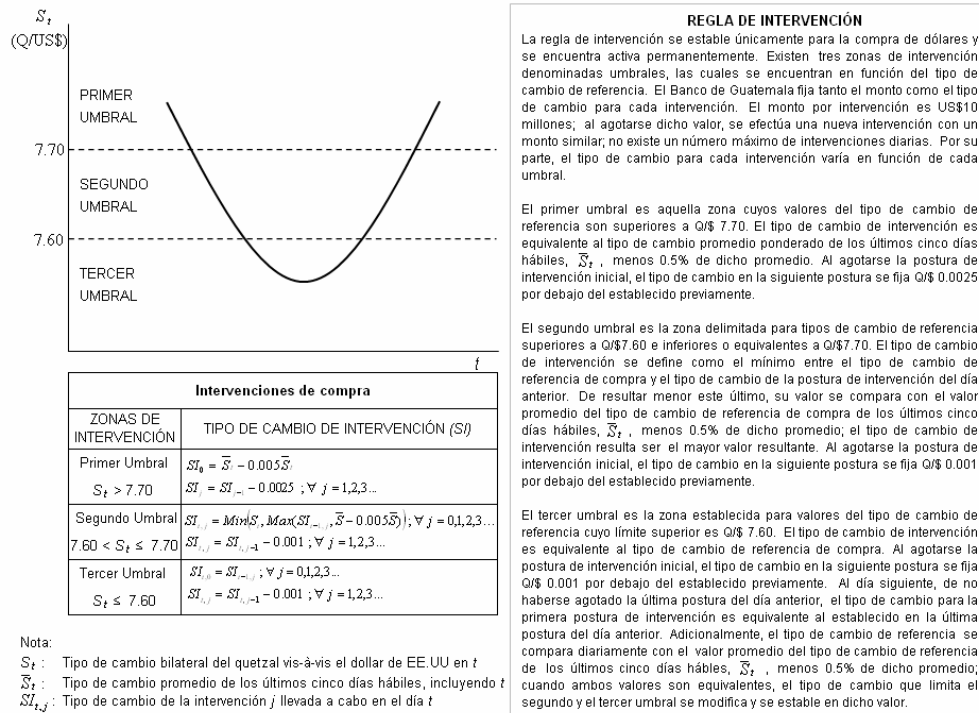 S_t
(Q/US$)
PRIMER
UMBRAL
7.70
SEGUNDO
UMBRAL
7.60
TERCER
UMBRAL
t
Intervenciones de compra
ZONAS DE
INTERVENCIÓN
TIPO DE CAMBIO DE INTERVENCIÓN (SI)
Primer Umbral
S_t > 7.70
SI_0 = S̅_t − 0.005S̅_t
SI_j = SI_{j−1} − 0.0025 ; ∀ j = 1,2,3...
Segundo Umbral
7.60 < S_t ≤ 7.70
SI_{t,j} = Min(S_t, Max(SI_{t−1,j}, S̅ − 0.005S̅)); ∀ j = 0,1,2,3...
SI_{t,j} = SI_{t,j−1} − 0.001 ; ∀ j = 1,2,3...
Tercer Umbral
S_t ≤ 7.60
SI_{t,0} = SI_{t−1,j} ; ∀ j = 0,1,2,3...
SI_{t,j} = SI_{t,j−1} − 0.001 ; ∀ j = 1,2,3...
Nota:
S_t : Tipo de cambio bilateral del quetzal vis-à-vis el dollar de EE.UU en t
S̅_t : Tipo de cambio promedio de los últimos cinco días hábiles, incluyendo t
SI_{t,j} : Tipo de cambio de la intervención j llevada a cabo en el día t
REGLA DE INTERVENCIÓN
La regla de intervención se estable únicamente para la compra de dólares y
se encuentra activa permanentemente. Existen tres zonas de intervención
denominadas umbrales, las cuales se encuentran en función del tipo de
cambio de referencia. El Banco de Guatemala fija tanto el monto como el tipo
de cambio para cada intervención. El monto por intervención es US$10
millones; al agotarse dicho valor, se efectúa una nueva intervención con un
monto similar; no existe un número máximo de intervenciones diarias. Por su
parte, el tipo de cambio para cada intervención varía en función de cada
umbral.
El primer umbral es aquella zona cuyos valores del tipo de cambio de
referencia son superiores a Q/$ 7.70. El tipo de cambio de intervención es
equivalente al tipo de cambio promedio ponderado de los últimos cinco días
hábiles, S̅_t , menos 0.5% de dicho promedio. Al agotarse la postura de
intervención inicial, el tipo de cambio en la siguiente postura se fija Q/$ 0.0025
por debajo del establecido previamente.
El segundo umbral es la zona delimitada para tipos de cambio de referencia
superiores a Q/$7.60 e inferiores o equivalentes a Q/$7.70. El tipo de cambio
de intervención se define como el mínimo entre el tipo de cambio de
referencia de compra y el tipo de cambio de la postura de intervención del día
anterior. De resultar menor este último, su valor se compara con el valor
promedio del tipo de cambio de referencia de compra de los últimos cinco
días hábiles, S̅_t , menos 0.5% de dicho promedio; el tipo de cambio de
intervención resulta ser el mayor valor resultante. Al agotarse la postura de
intervención inicial, el tipo de cambio en la siguiente postura se fija Q/$ 0.001
por debajo del establecido previamente.
El tercer umbral es la zona establecida para valores del tipo de cambio de
referencia cuyo límite superior es Q/$ 7.60. El tipo de cambio de intervención
es equivalente al tipo de cambio de referencia de compra. Al agotarse la
postura de intervención inicial, el tipo de cambio en la siguiente postura se fija
Q/$ 0.001 por debajo del establecido previamente. Al día siguiente, de no
haberse agotado la última postura del día anterior, el tipo de cambio para la
primera postura de intervención es equivalente al establecido en la última
postura del día anterior. Adicionalmente, el tipo de cambio de referencia se
compara diariamente con el valor promedio del tipo de cambio de referencia
de los últimos cinco días hábles, S̅_t , menos 0.5% de dicho promedio;
cuando ambos valores son equivalentes, el tipo de cambio que limita el
segundo y el tercer umbral se modifica y se estable en dicho valor.